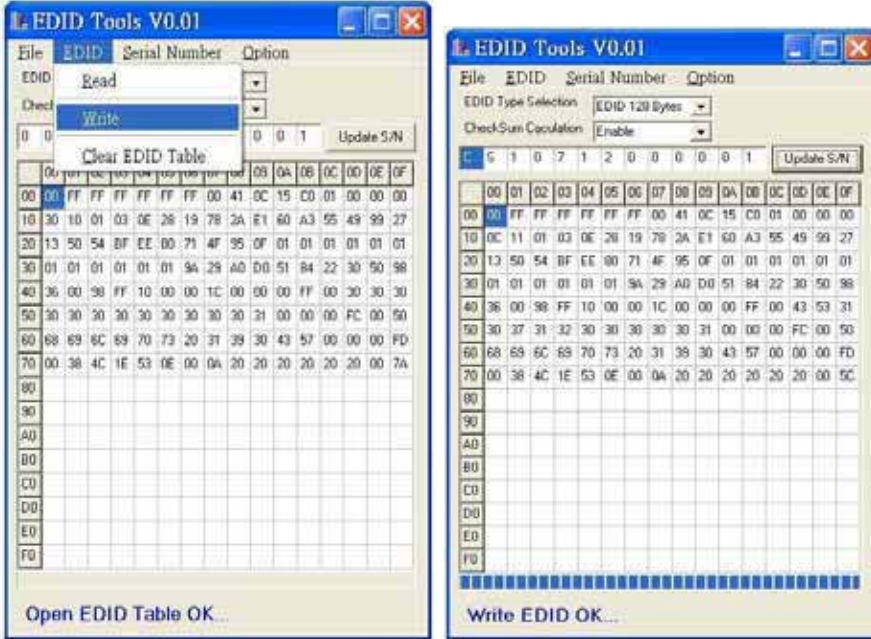 EDID Tools V0.01
File EDID Serial Number Option
EDID
Read
Check
Write
0 0 0 0 1 Update S/N
Clear EDID Table
00 09 0A 0B 0C 0D 0E 0F
00 00 FF FF FF FF FF FF 00 41 0C 15 C0 01 00 00 00
10 30 10 01 03 0E 28 19 78 2A E1 60 A3 55 49 99 27
20 13 50 54 BF EE 00 71 4F 95 0F 01 01 01 01 01 01
30 01 01 01 01 01 01 9A 29 A0 D0 51 84 22 30 50 98
40 36 00 98 FF 10 00 00 1C 00 00 00 FF 00 30 30 30
50 30 30 30 30 30 30 30 30 30 31 00 00 00 FC 00 50
60 68 69 6C 69 70 73 20 31 39 30 43 57 00 00 00 FD
70 00 38 4C 1E 53 0E 00 0A 20 20 20 20 20 20 00 7A
80
90
A0
B0
C0
D0
E0
F0
Open EDID Table OK...
EDID Tools V0.01
File EDID Serial Number Option
EDID Type Selection EDID 128 Bytes
CheckSum Caculation Enable
C S 1 0 7 1 2 0 0 0 0 0 1 Update S/N
00 01 02 03 04 05 06 07 08 09 0A 0B 0C 0D 0E 0F
00 00 FF FF FF FF FF FF 00 41 0C 15 C0 01 00 00 00
10 0C 11 01 03 0E 28 19 78 2A E1 60 A3 55 49 99 27
20 13 50 54 BF EE 80 71 4F 95 0F 01 01 01 01 01 01
30 01 01 01 01 01 01 9A 29 A0 D0 51 84 22 30 50 98
40 36 00 98 FF 10 00 00 1C 00 00 00 FF 00 43 53 31
50 30 37 31 32 30 30 30 30 30 31 00 00 00 FC 00 50
60 68 69 6C 69 70 73 20 31 39 30 43 57 00 00 00 FD
70 00 38 4C 1E 53 0E 00 0A 20 20 20 20 20 20 00 5C
80
90
A0
B0
C0
D0
E0
F0
Write EDID OK...